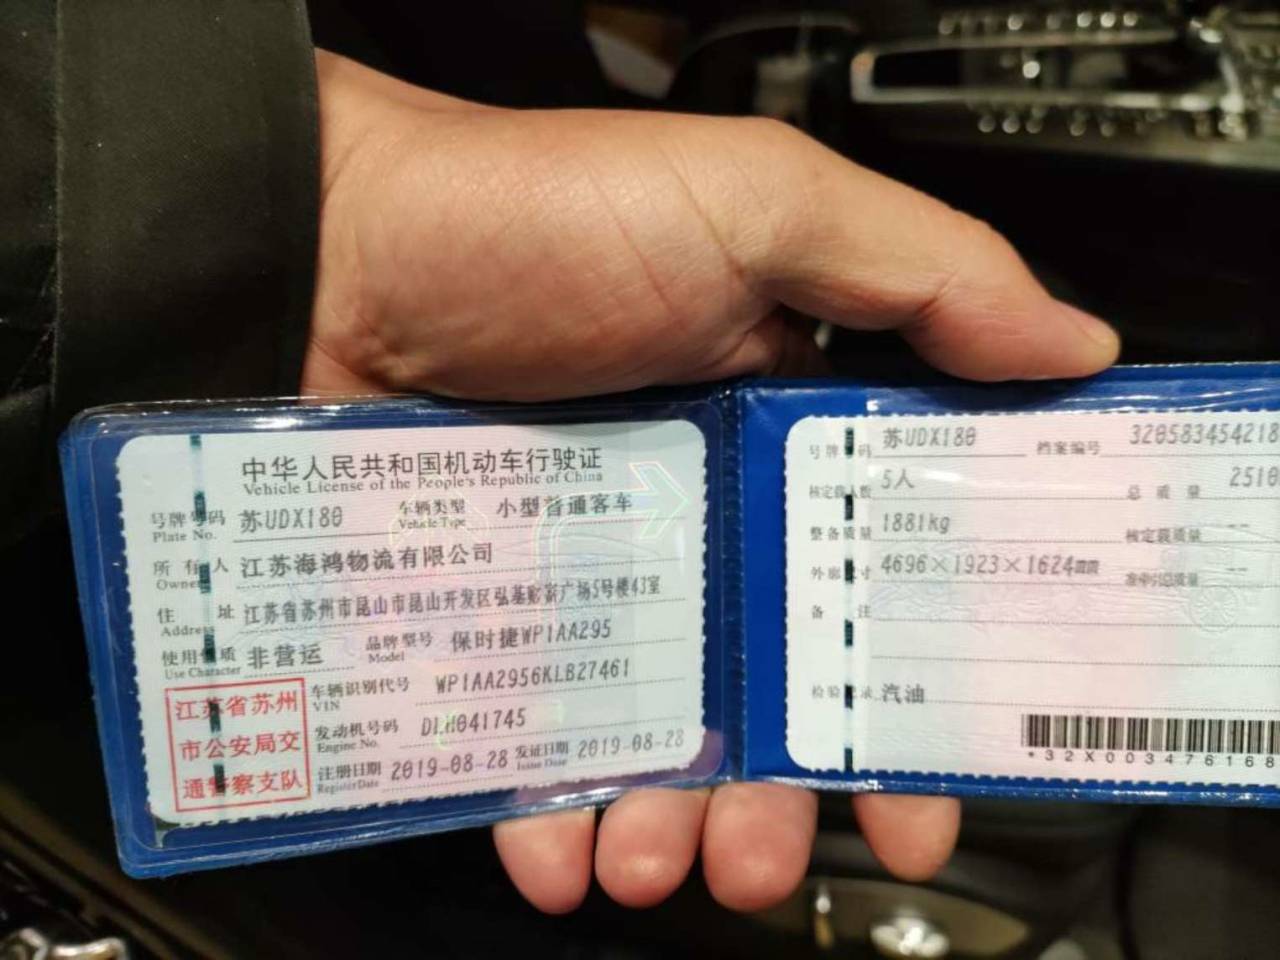 中华人民共和国机动车行驶证
Vehicle License of the People's Republic of China
号牌号码 苏UDX180 车辆类型 小型普通客车
Plate No. Vehicle Type
所有人 江苏海鸿物流有限公司
Owner
住 址 江苏省苏州市昆山市昆山开发区弘基财富广场5号楼43室
Address
使用性质 非营运 品牌型号 保时捷WP1AA295
Use Character Model
江苏省苏州
市公安局交
通警察支队
车辆识别代号 WP1AA2956KLB27461
VIN
发动机号码 DLH041745
Engine No.
注册日期 2019-08-28 发证日期 2019-08-28
Register Date Issue Date
号牌号码 苏UDX180 档案编号 320583454218
核定载人数 5人 总质量 2510
整备质量 1881kg 核定载质量 --
外廓尺寸 4696×1923×1624mm 准牵引总质量 --
备 注
检验记录 汽油
*32X003476168